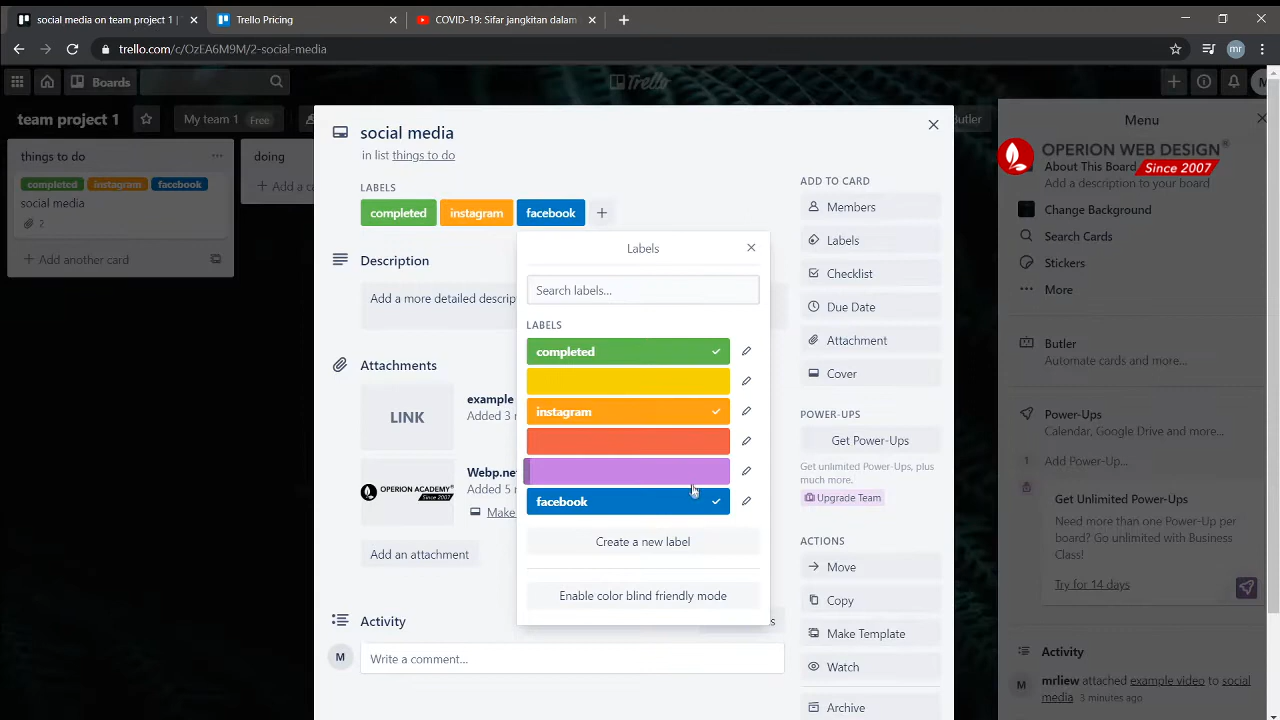 social media on team project 1 |
Trello Pricing
COVID-19: Sifar jangkitan dalam
trello.com/c/OzEA6M9M/2-social-media
mr
Boards
Trello
M
team project 1
My team 1 Free
Butler
things to do
doing
completed instagram facebook
social media
2
Add another card
+ Add a c
social media
in list things to do
LABELS
completed instagram facebook
Description
Add a more detailed descrip
Attachments
LINK
example
Added 3 m
OPERION ACADEMY
Since 2007
Webp.ne
Added 5 m
Make
Add an attachment
Activity
s
M
Write a comment...
Labels
Search labels...
LABELS
completed
instagram
facebook
Create a new label
Enable color blind friendly mode
ADD TO CARD
Members
Labels
Checklist
Due Date
Attachment
Cover
POWER-UPS
Get Power-Ups
Get unlimited Power-Ups, plus
much more.
Upgrade Team
ACTIONS
Move
Copy
Make Template
Watch
Archive
Menu
OPERION WEB DESIGN
Since 2007
About This Board
Add a description to your board
Change Background
Search Cards
Stickers
More
Butler
Automate cards and more...
Power-Ups
Calendar, Google Drive and more...
1 Add Power-Up...
Get Unlimited Power-Ups
Need more than one Power-Up per
board? Go unlimited with Business
Class!
Try for 14 days
Activity
M
mrliew attached example video to social
media 3 minutes ago